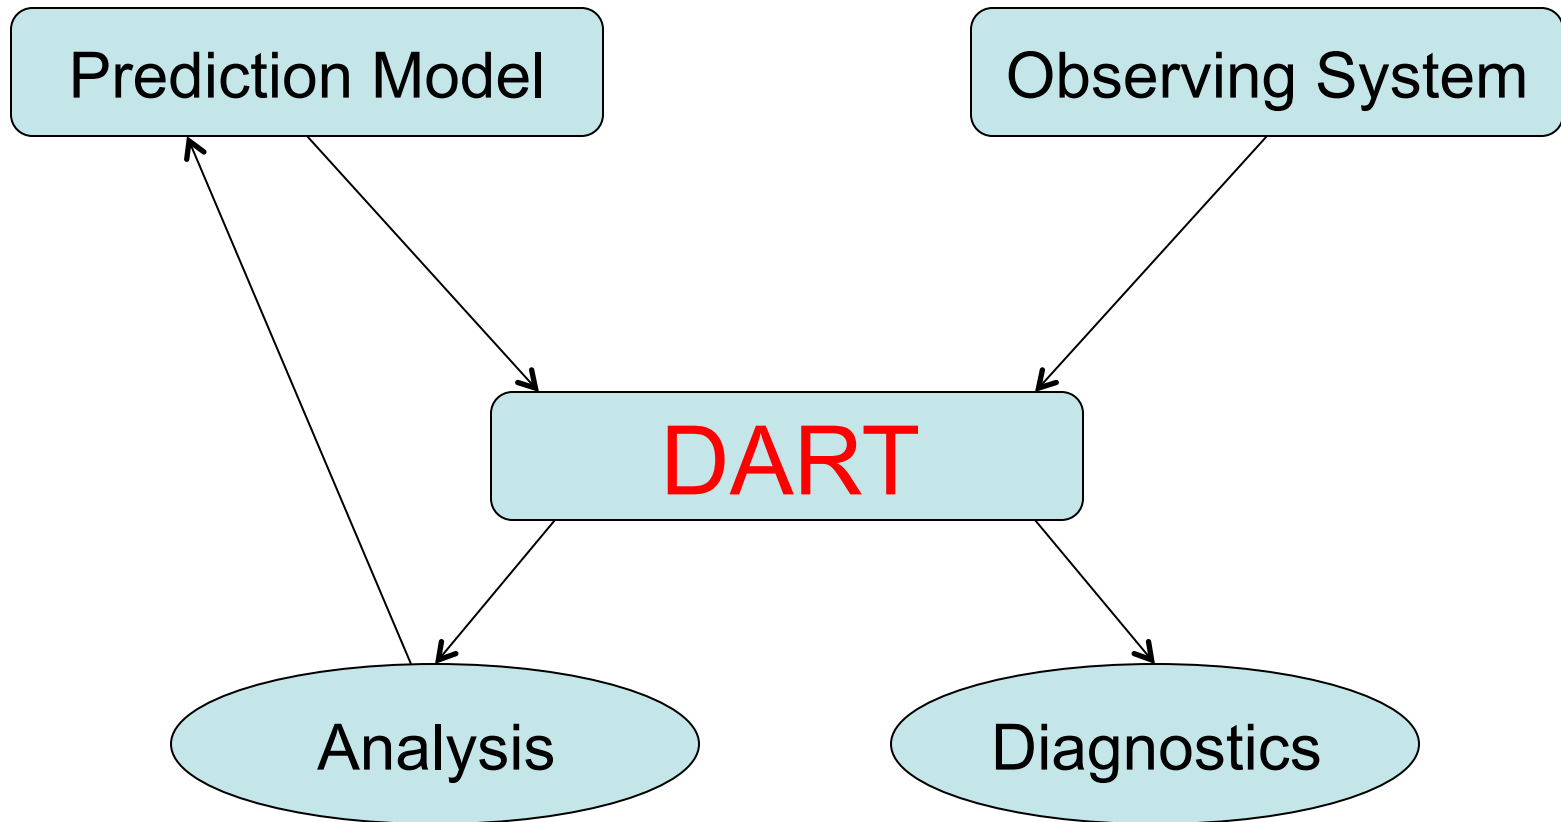 Prediction Model
Observing System
DART
Analysis
Diagnostics